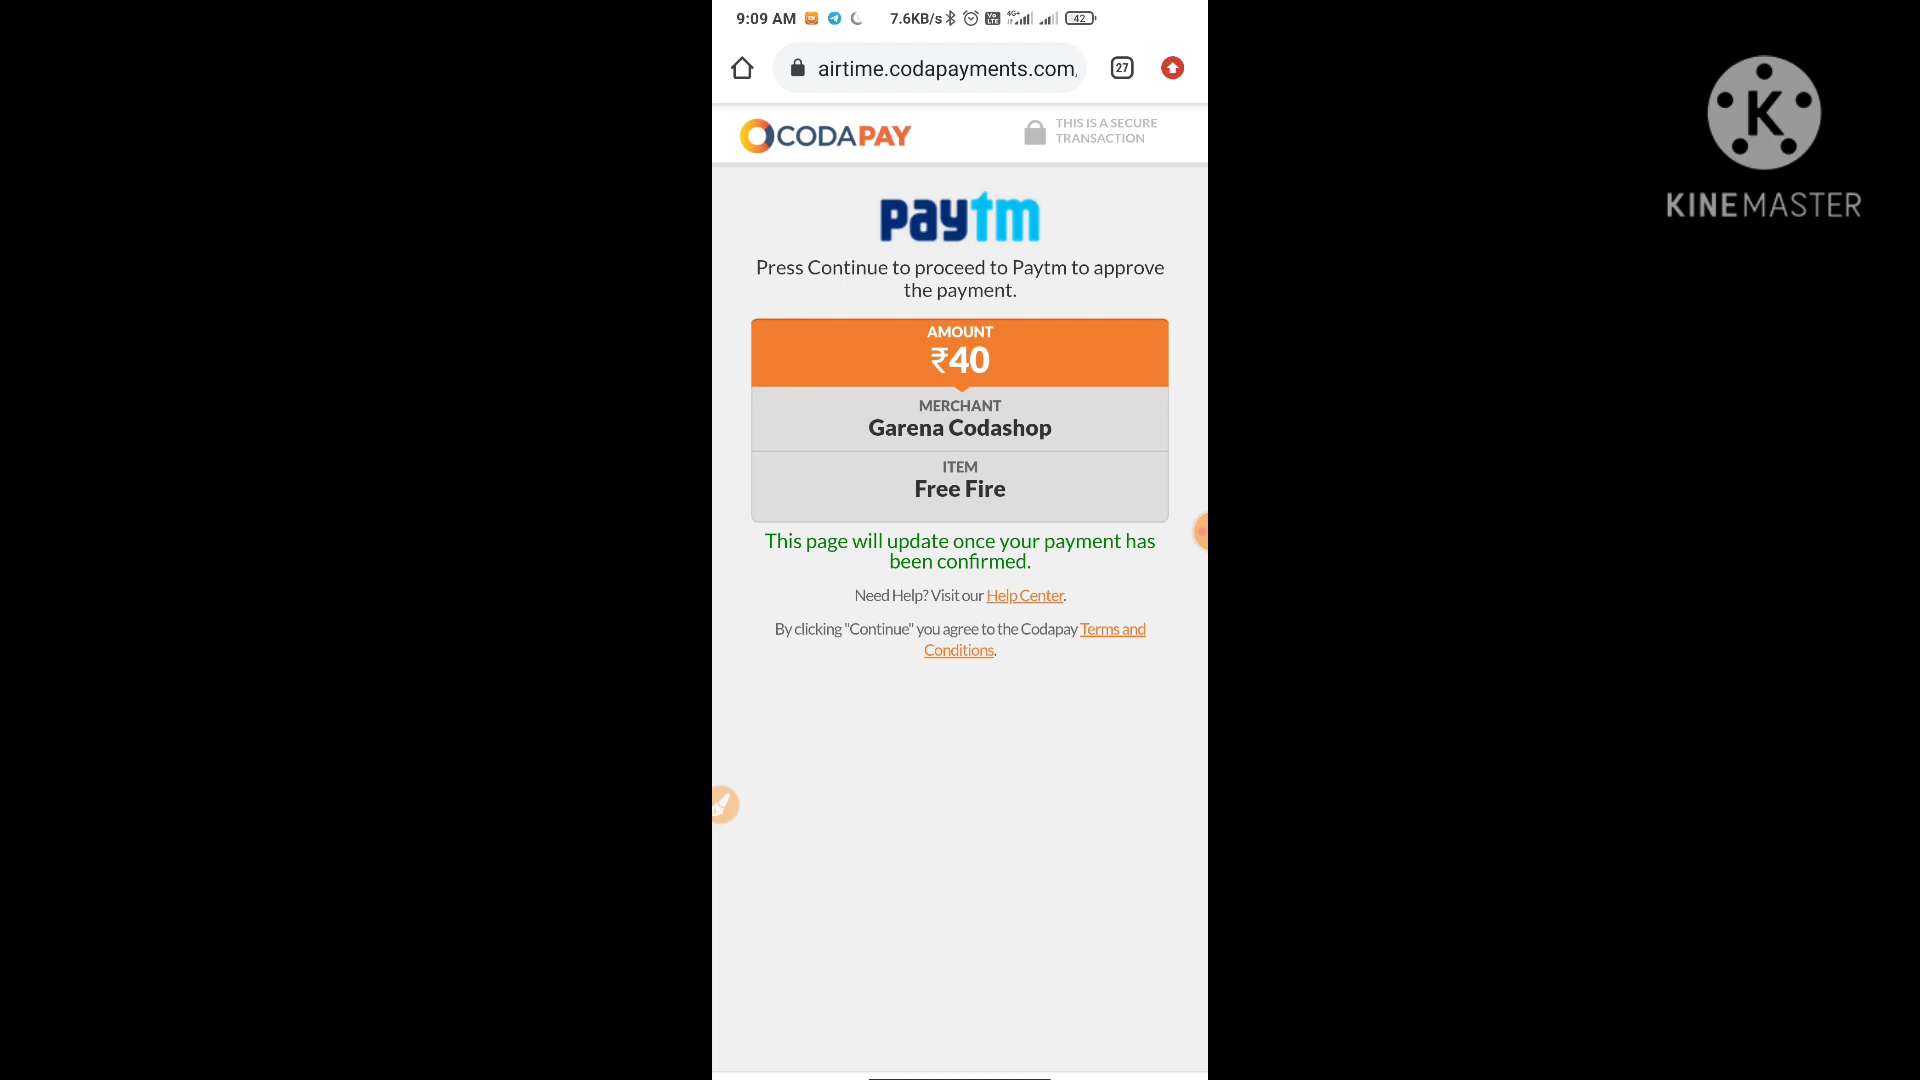 9:09 AM 7.6KB/s Vo LTE 4G+ 42
airtime.codapayments.com, 27
CODAPAY THIS IS A SECURE
TRANSACTION
paytm
Press Continue to proceed to Paytm to approve
the payment.
AMOUNT
₹40
MERCHANT
Garena Codashop
ITEM
Free Fire
This page will update once your payment has
been confirmed.
Need Help? Visit our Help Center.
By clicking "Continue" you agree to the Codapay Terms and
Conditions.
K
KINEMASTER